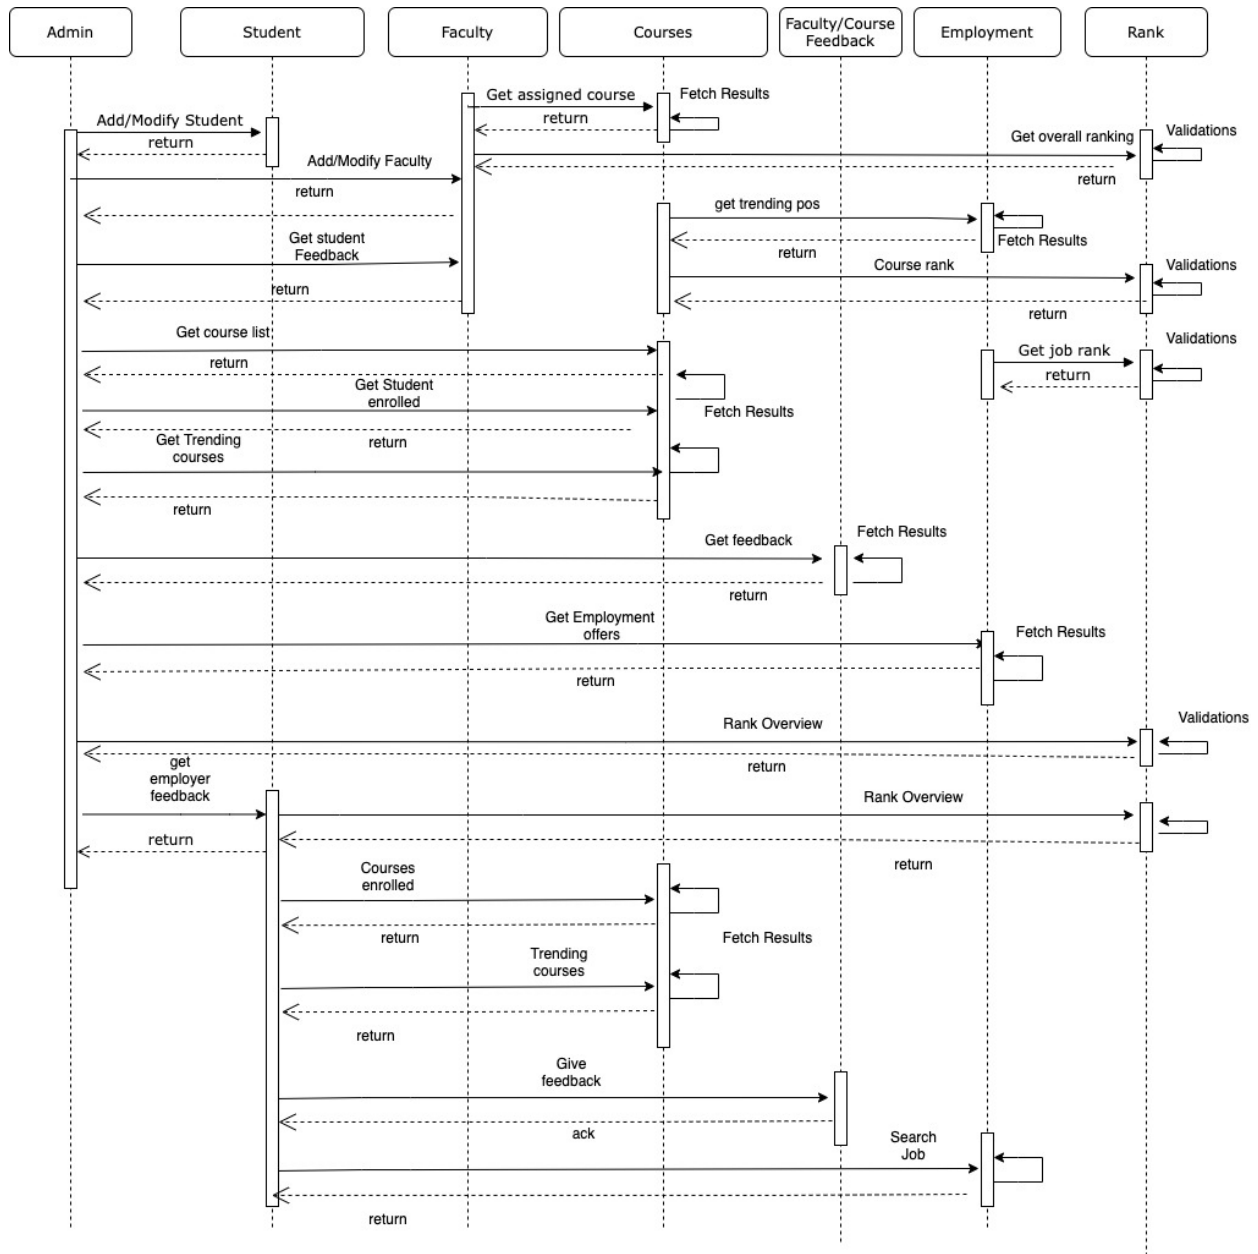 Admin
Student
Faculty
Courses
Faculty/Course
Feedback
Employment
Rank
Get assigned course
Fetch Results
Add/Modify Student
return
return
Get overall ranking
Validations
Add/Modify Faculty
return
return
get trending pos
Get student
Feedback
Fetch Results
return
Course rank
Validations
return
return
Get course list
Validations
Get job rank
return
return
Get Student
enrolled
Fetch Results
Get Trending
courses
return
return
Get feedback
Fetch Results
return
Get Employment
offers
Fetch Results
return
Rank Overview
Validations
get
employer
feedback
return
Rank Overview
return
return
Courses
enrolled
return
Fetch Results
Trending
courses
return
Give
feedback
ack
Search
Job
return